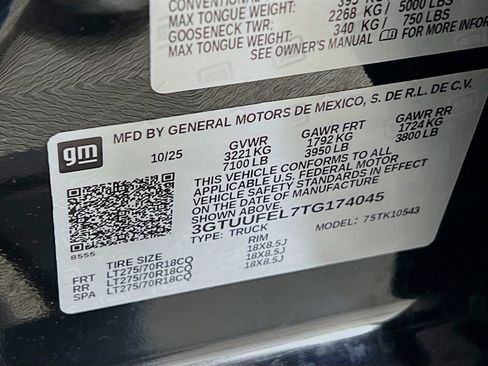 CONVENTIONAL
395 KG
MAX TONGUE WEIGHT: 2268 KG / 5000 LBS
GOOSENECK TWR: 340 KG / 750 LBS
MAX TONGUE WEIGHT:
SEE OWNER'S MANUAL FOR MORE INFOR
gm
MFD BY GENERAL MOTORS DE MEXICO, S. DE R.L. DE C.V.
10/25 GVWR GAWR FRT GAWR RR
3221 KG 1792 KG 1724 KG
7100 LB 3950 LB 3800 LB
THIS VEHICLE CONFORMS TO ALL
APPLICABLE U.S. FEDERAL MOTOR
VEHICLE SAFETY STANDARDS IN EFFECT
ON THE DATE OF MANUFACTURE SHOWN ABOVE.
3GTUUFEL7TG174045
TYPE: TRUCK MODEL: 75TK10543
8555
TIRE SIZE RIM
FRT LT275/70R18CQ 18X8.5J
RR LT275/70R18CQ 18X8.5J
SPA LT275/70R18CQ 18X8.5J